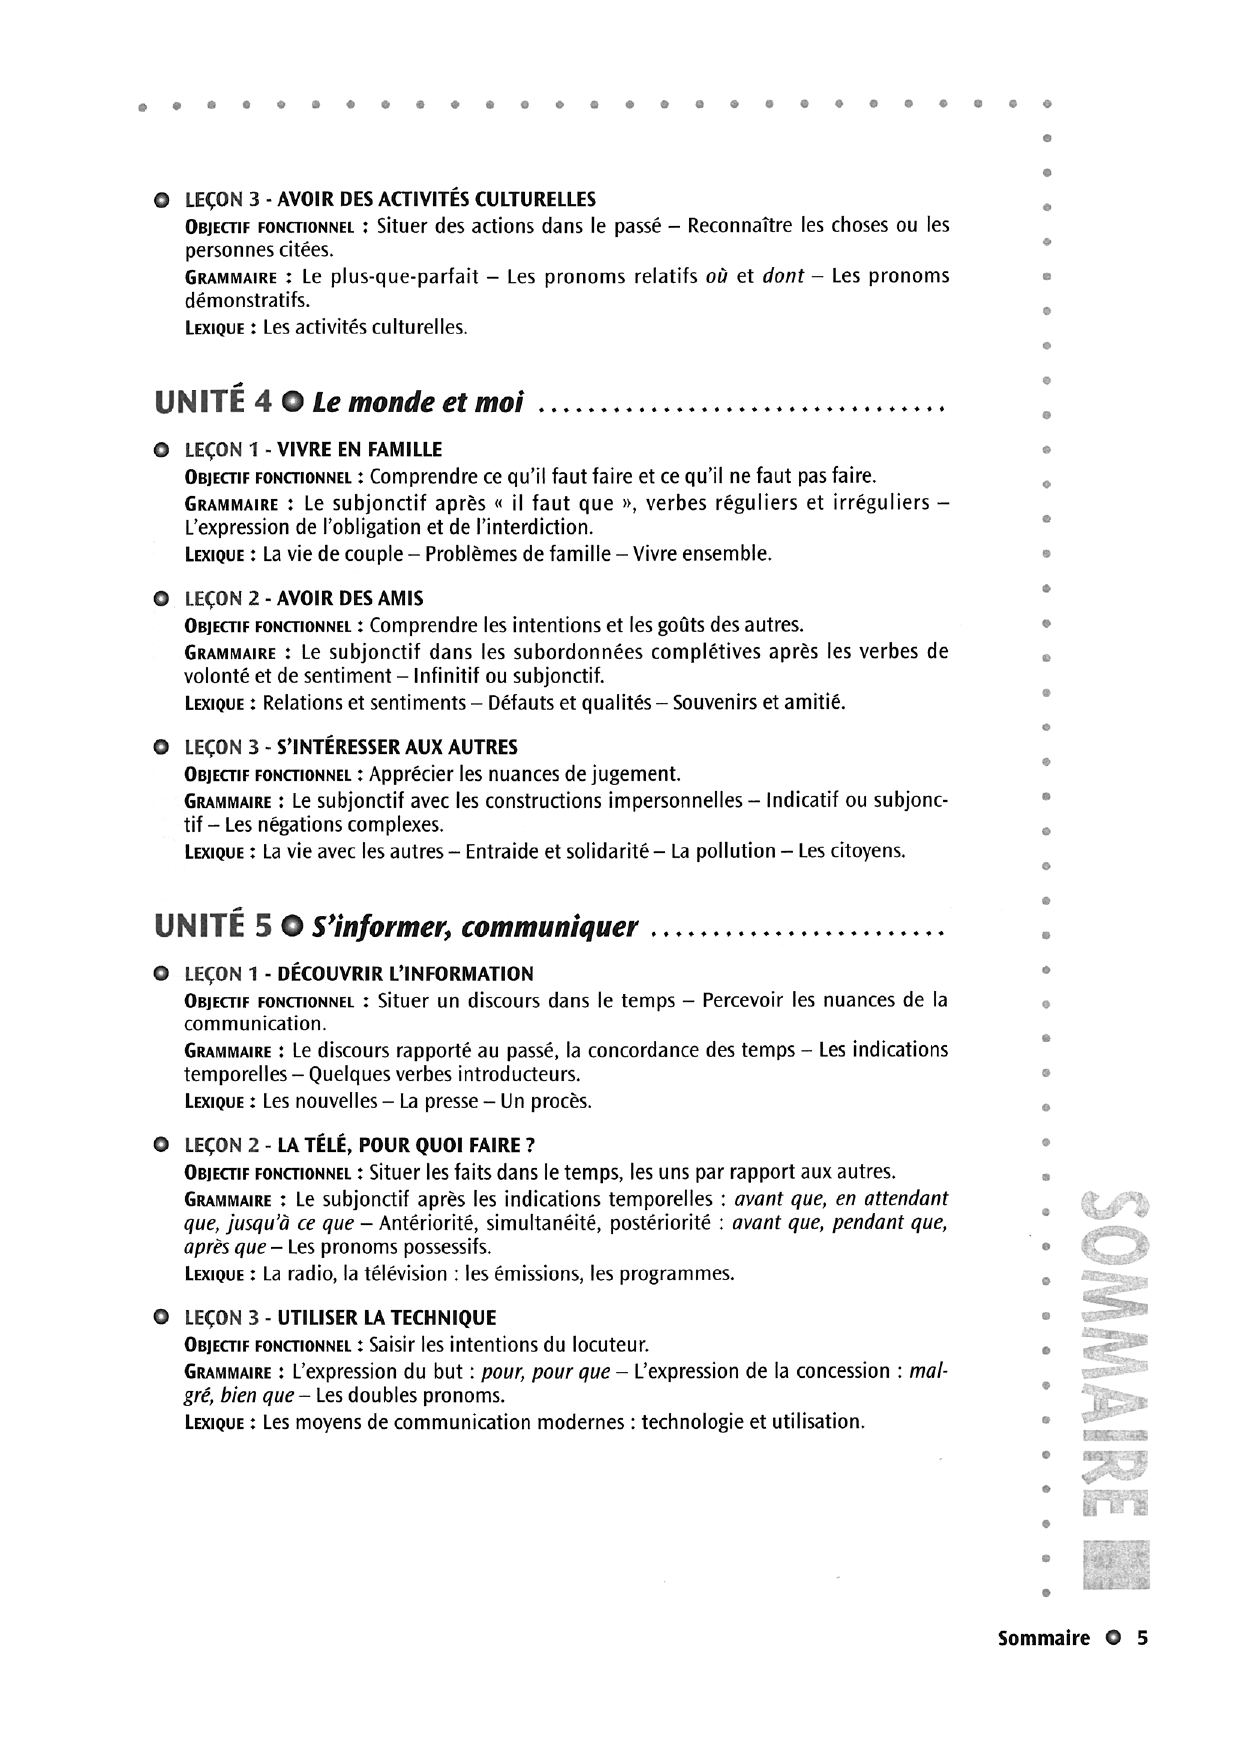 LEÇON 3 - AVOIR DES ACTIVITÉS CULTURELLES
OBJECTIF FONCTIONNEL : Situer des actions dans le passé – Reconnaître les choses ou les
personnes citées.
GRAMMAIRE : Le plus-que-parfait – Les pronoms relatifs où et dont – Les pronoms
démonstratifs.
LEXIQUE : Les activités culturelles.
UNITÉ 4 Le monde et moi .................................
LEÇON 1 - VIVRE EN FAMILLE
OBJECTIF FONCTIONNEL : Comprendre ce qu'il faut faire et ce qu'il ne faut pas faire.
GRAMMAIRE : Le subjonctif après « il faut que », verbes réguliers et irréguliers –
L'expression de l'obligation et de l'interdiction.
LEXIQUE : La vie de couple – Problèmes de famille – Vivre ensemble.
LEÇON 2 - AVOIR DES AMIS
OBJECTIF FONCTIONNEL : Comprendre les intentions et les goûts des autres.
GRAMMAIRE : Le subjonctif dans les subordonnées complétives après les verbes de
volonté et de sentiment – Infinitif ou subjonctif.
LEXIQUE : Relations et sentiments – Défauts et qualités – Souvenirs et amitié.
LEÇON 3 - S'INTÉRESSER AUX AUTRES
OBJECTIF FONCTIONNEL : Apprécier les nuances de jugement.
GRAMMAIRE : Le subjonctif avec les constructions impersonnelles – Indicatif ou subjonc-
tif – Les négations complexes.
LEXIQUE : La vie avec les autres – Entraide et solidarité – La pollution – Les citoyens.
UNITÉ 5 S'informer, communiquer ........................
LEÇON 1 - DÉCOUVRIR L'INFORMATION
OBJECTIF FONCTIONNEL : Situer un discours dans le temps – Percevoir les nuances de la
communication.
GRAMMAIRE : Le discours rapporté au passé, la concordance des temps – Les indications
temporelles – Quelques verbes introducteurs.
LEXIQUE : Les nouvelles – La presse – Un procès.
LEÇON 2 - LA TÉLÉ, POUR QUOI FAIRE ?
OBJECTIF FONCTIONNEL : Situer les faits dans le temps, les uns par rapport aux autres.
GRAMMAIRE : Le subjonctif après les indications temporelles : avant que, en attendant
que, jusqu'à ce que – Antériorité, simultanéité, postériorité : avant que, pendant que,
après que – Les pronoms possessifs.
LEXIQUE : La radio, la télévision : les émissions, les programmes.
LEÇON 3 - UTILISER LA TECHNIQUE
OBJECTIF FONCTIONNEL : Saisir les intentions du locuteur.
GRAMMAIRE : L'expression du but : pour, pour que – L'expression de la concession : mal-
gré, bien que – Les doubles pronoms.
LEXIQUE : Les moyens de communication modernes : technologie et utilisation.
SOMMAIRE
Sommaire 5